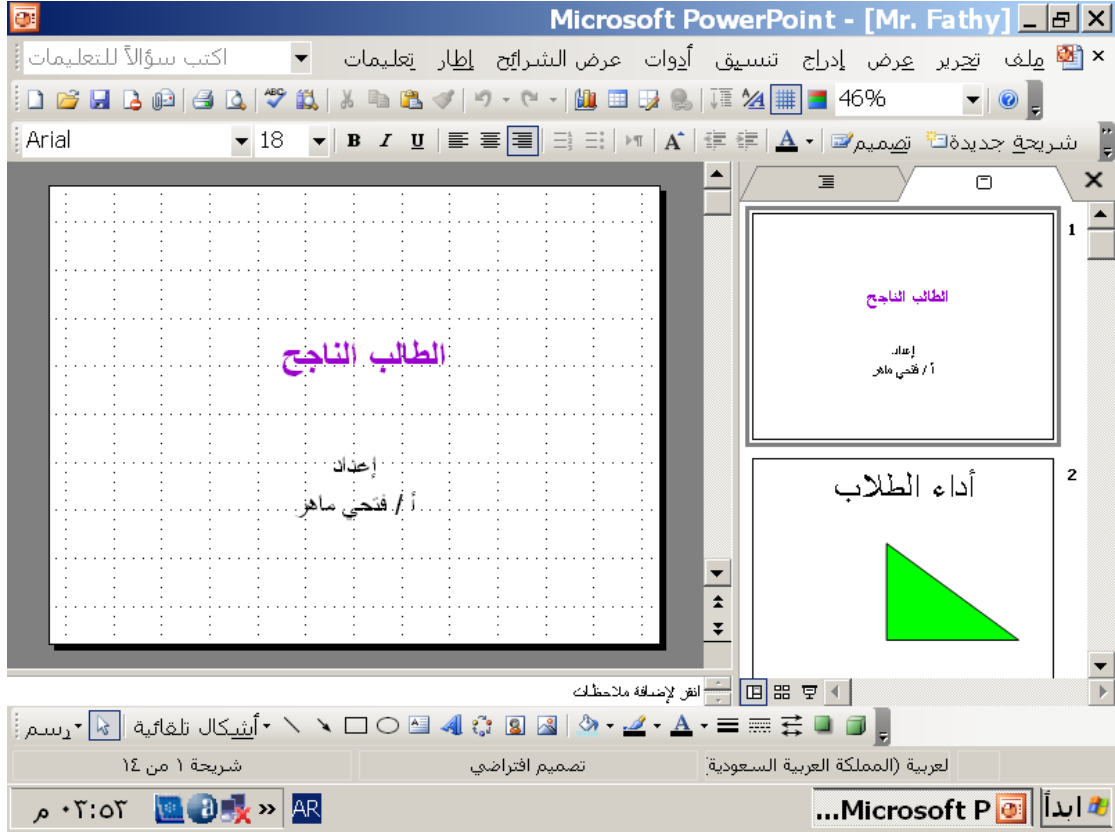 Microsoft PowerPoint - [Mr. Fathy]
ملف تحرير عرض إدراج تنسيق أدوات عرض الشرائح إطار تعليمات
اكتب سؤالاً للتعليمات
46%
Arial
18
B I U
شريحة جديدة
تصميم
الطالب الناجح
إعداد
أ / فتحي ماهر
1
الطالب الناجح
إعداد
أ / فتحي ماهر
2
أداء الطلاب
انقر لإضافة ملاحظات
رسم
أشكال تلقائية
شريحة ١ من ١٤
تصميم افتراضي
لعربية (المملكة العربية السعودية)
ابدأ
Microsoft P...
AR
٠٣:٥٣ م